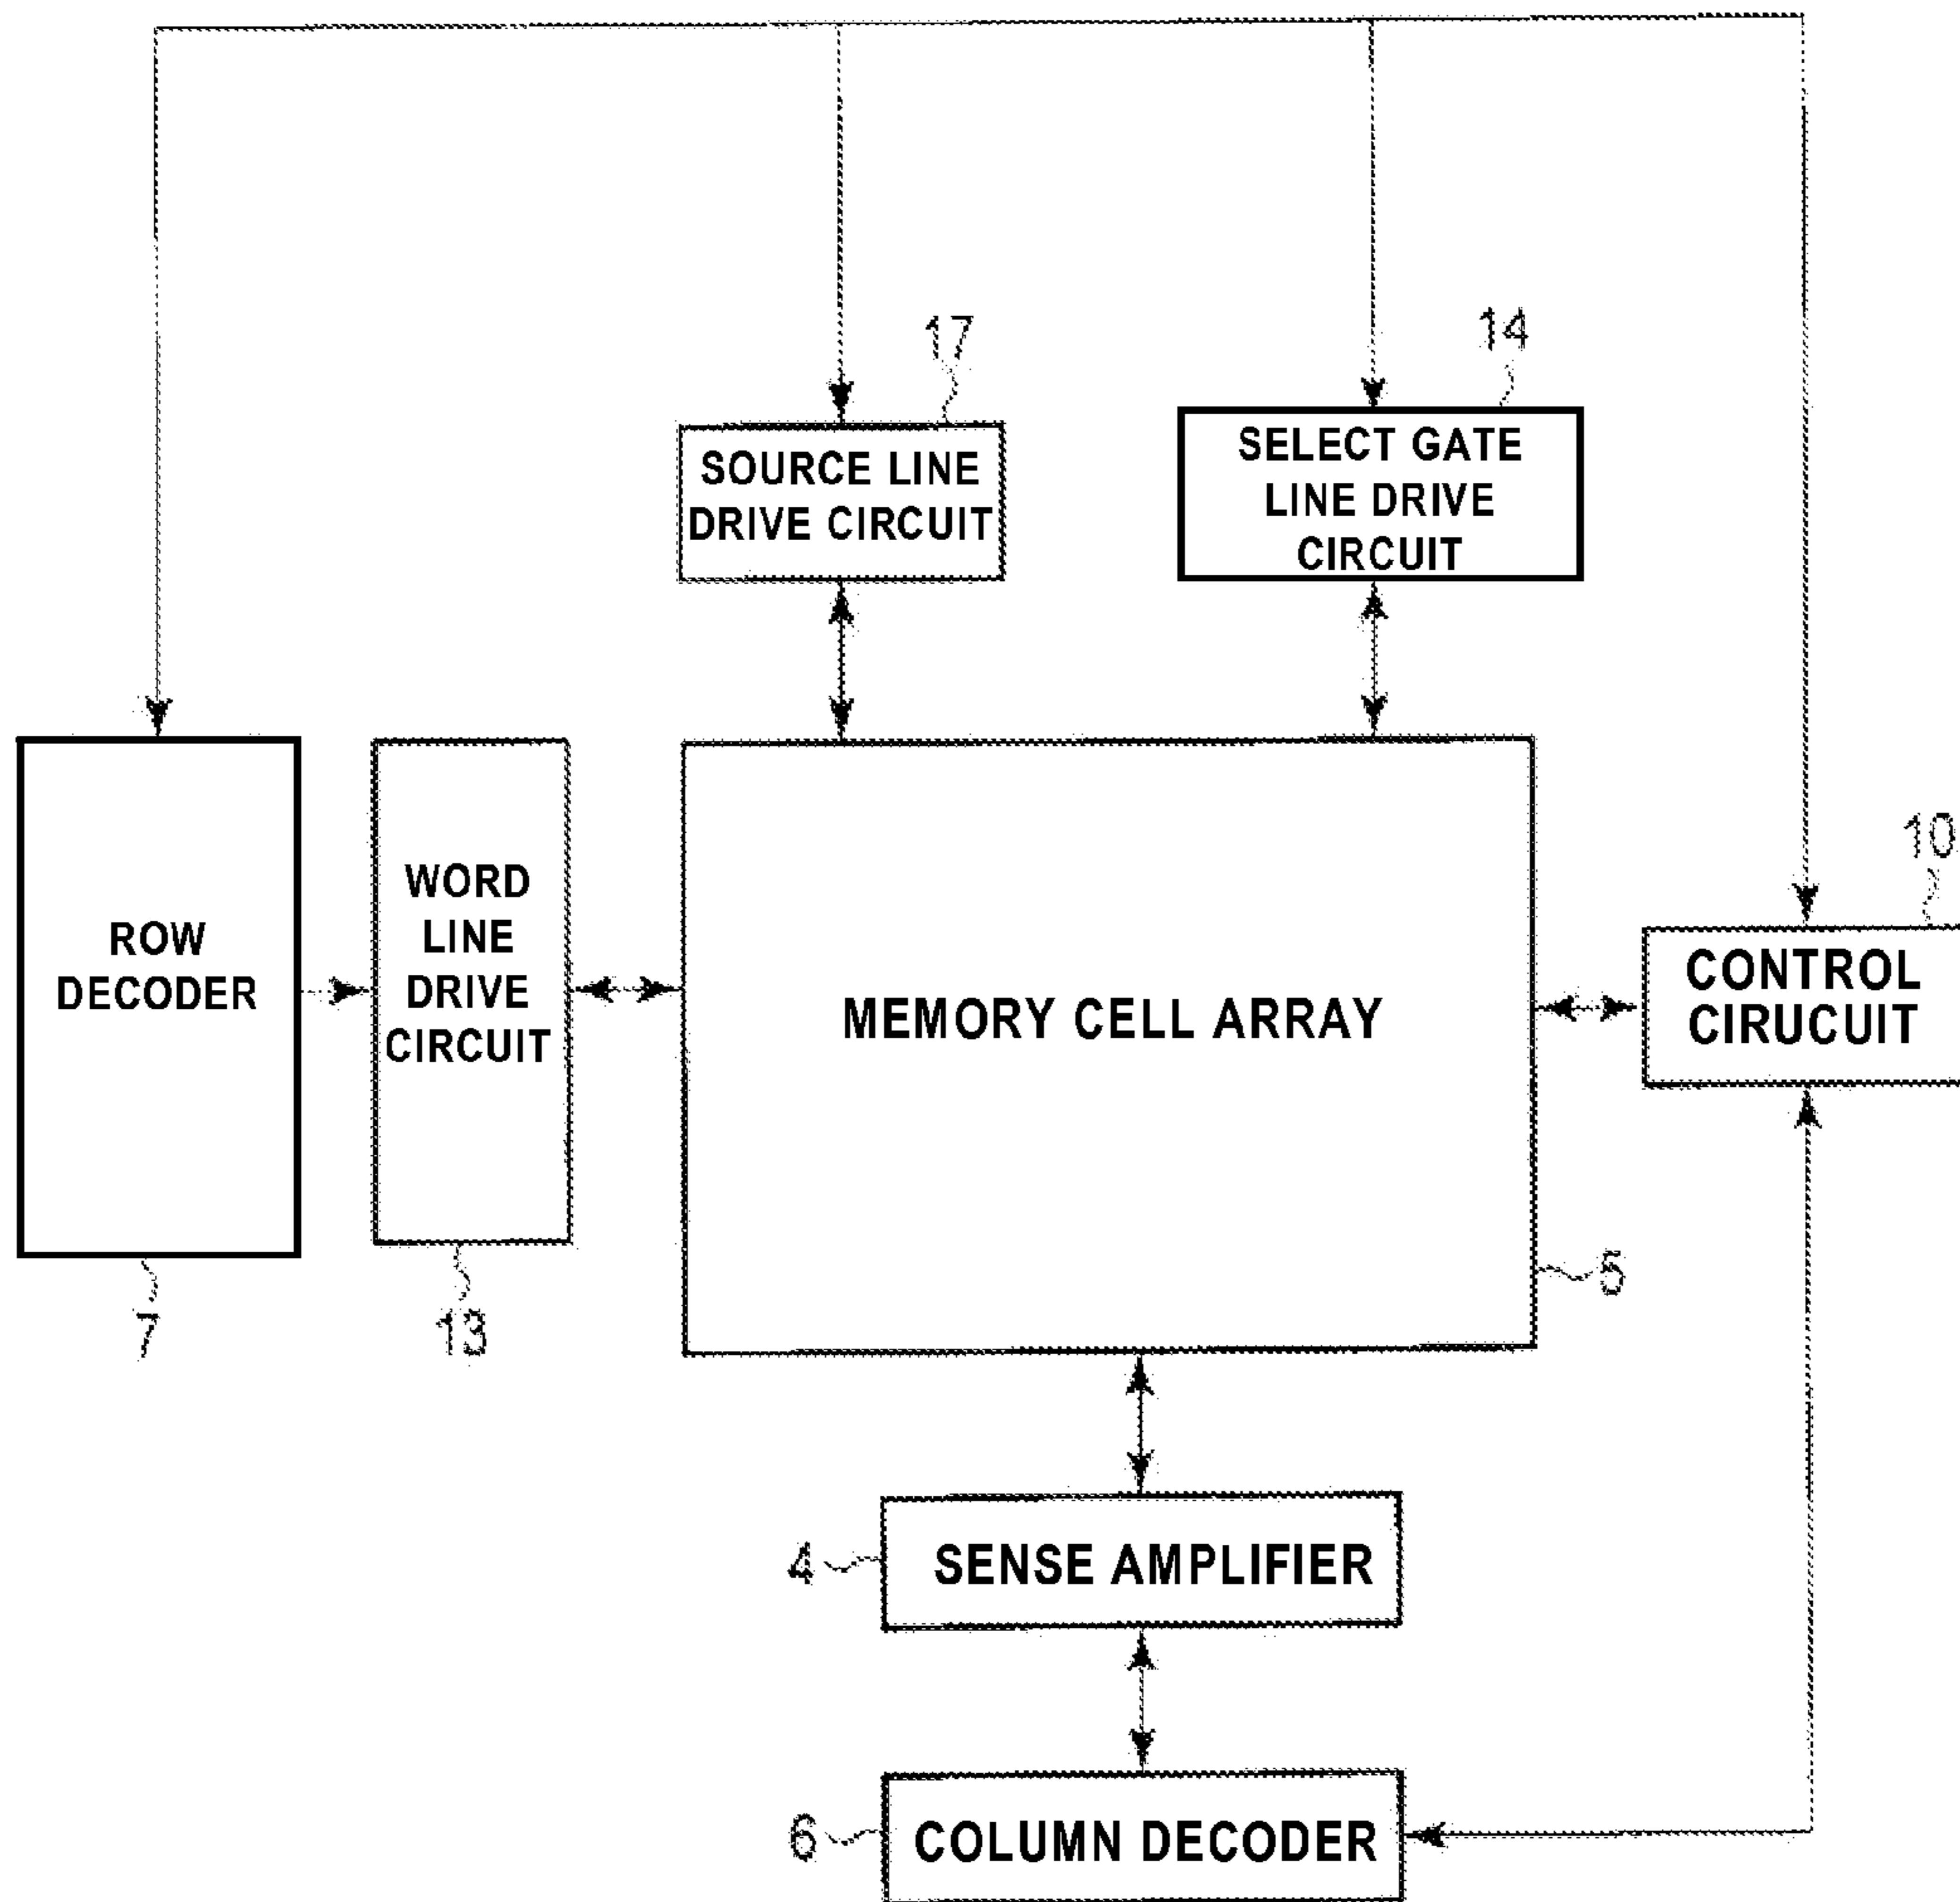 17
14
SOURCE LINE
DRIVE CIRCUIT
SELECT GATE
LINE DRIVE
CIRCUIT
10
ROW
DECODER
WORD
LINE
DRIVE
CIRCUIT
MEMORY CELL ARRAY
CONTROL
CIRUCUIT
7
13
5
4
SENSE AMPLIFIER
6
COLUMN DECODER